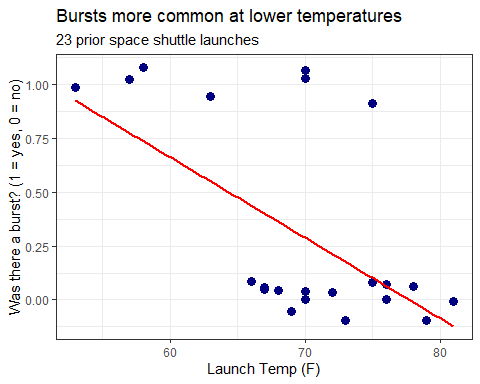 Bursts more common at lower temperatures
23 prior space shuttle launches
Was there a burst? (1 = yes, 0 = no)
1.00
0.75
0.50
0.25
0.00
60
70
80
Launch Temp (F)